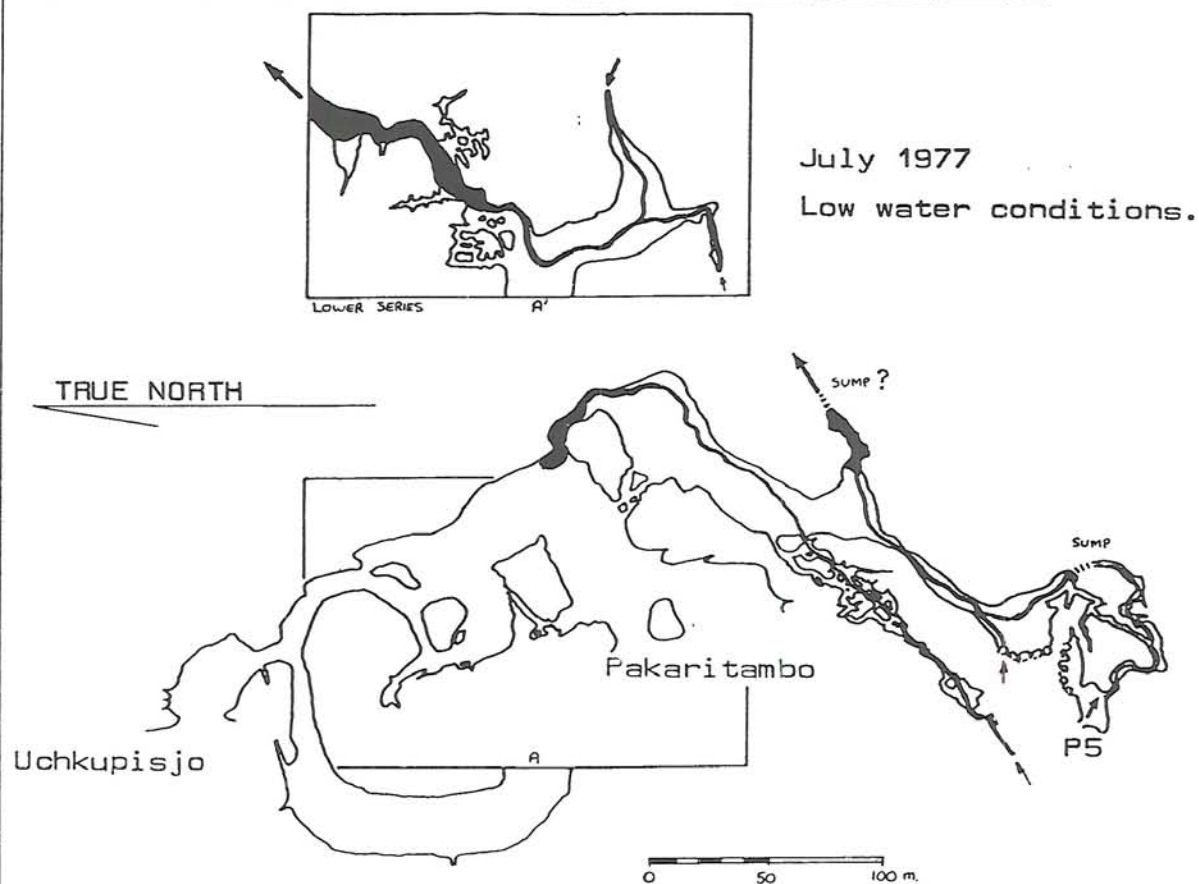 July 1977
Low water conditions.
LOWER SERIES
A'
TRUE NORTH
SUMP ?
SUMP
Pakaritambo
Uchkupisjo
P5
A
0 50 100 m.